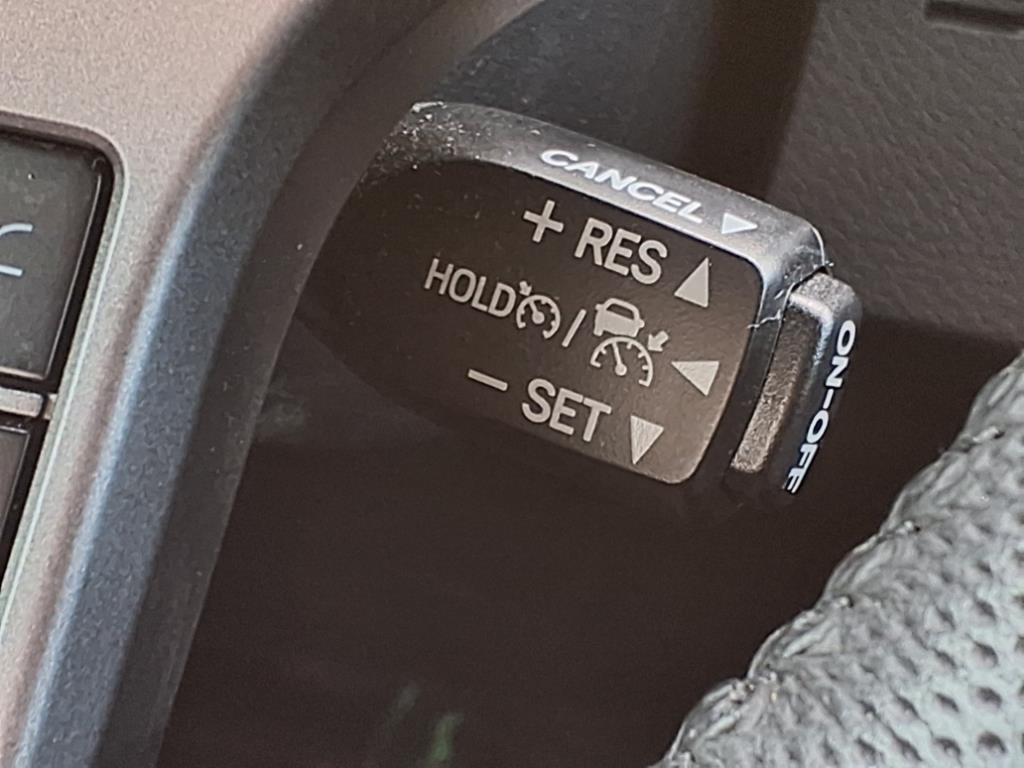 CANCEL
+ RES
HOLD /
- SET
ON-OFF